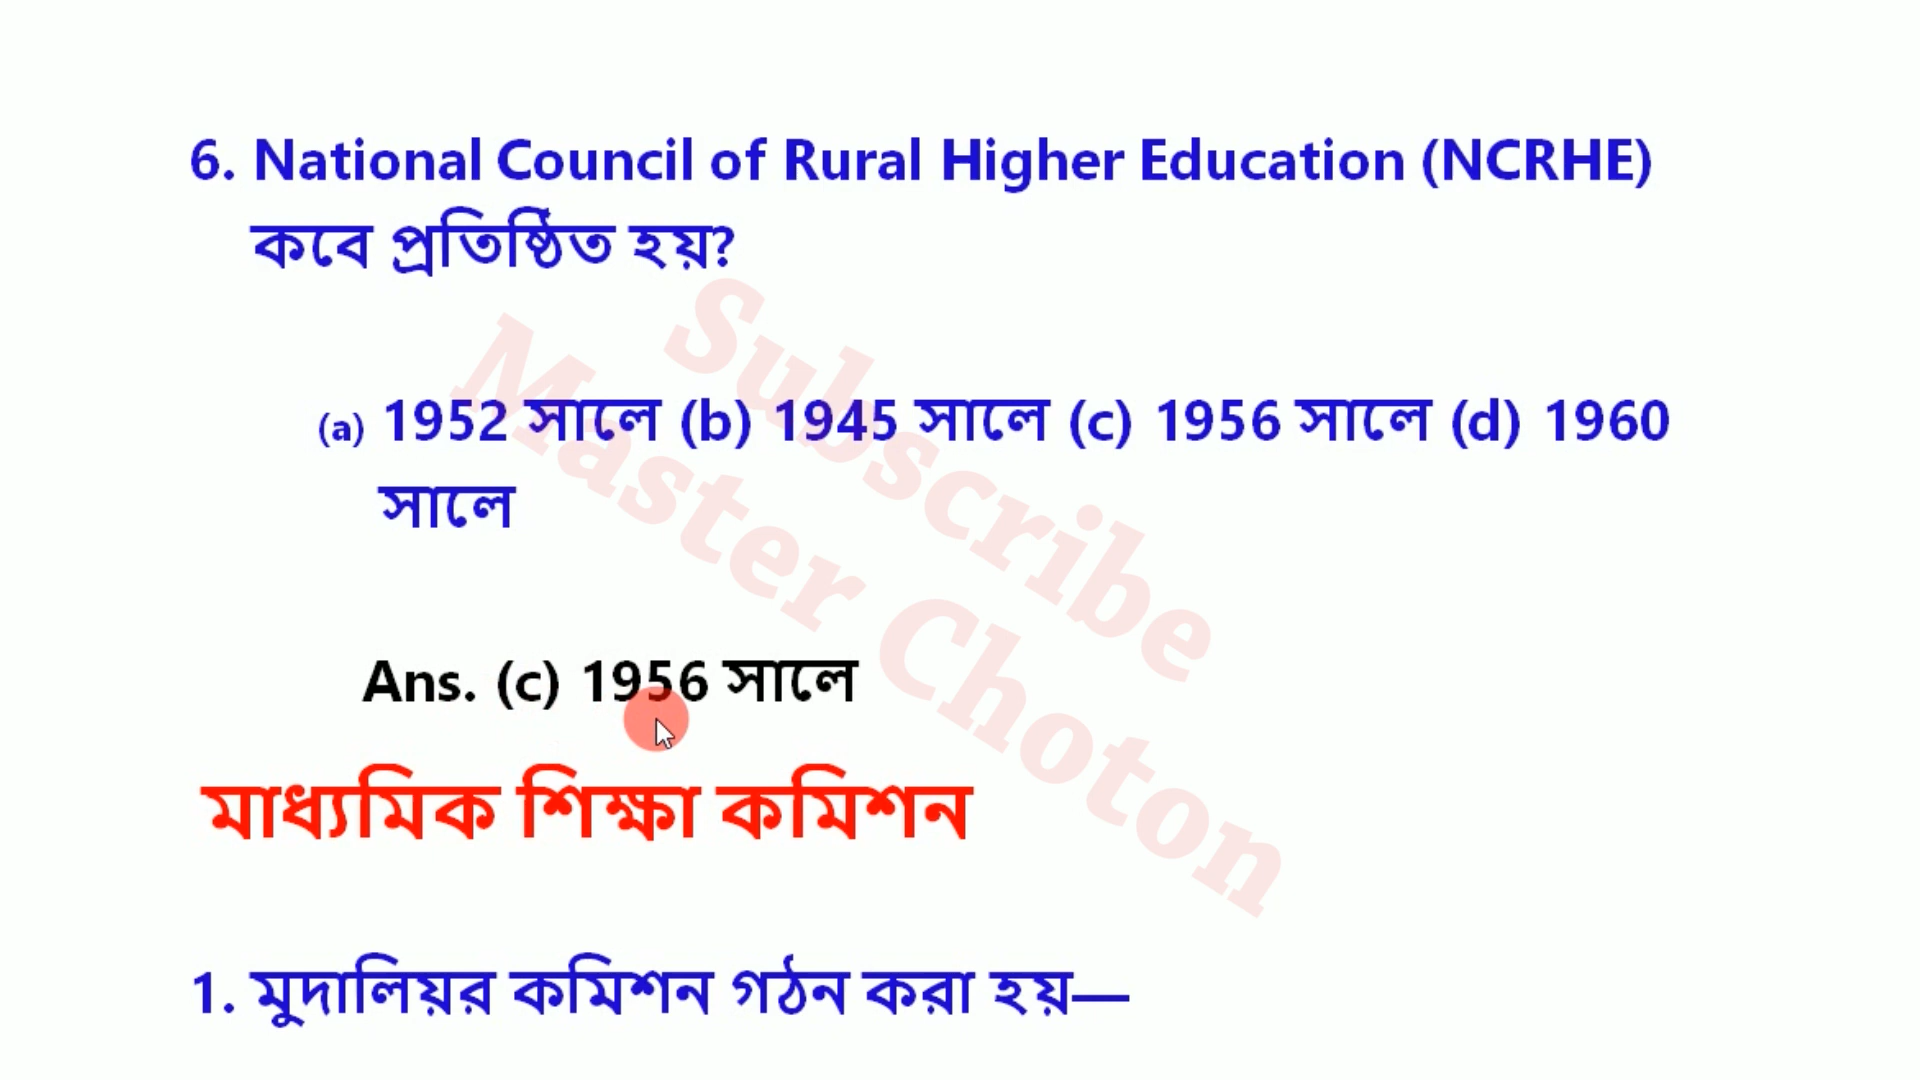 6. National Council of Rural Higher Education (NCRHE)
কবে প্রতিষ্ঠিত হয়?
(a) 1952 সালে (b) 1945 সালে (c) 1956 সালে (d) 1960
সালে
Ans. (c) 1956 সালে
মাধ্যমিক শিক্ষা কমিশন
1. মুদালিয়র কমিশন গঠন করা হয়—
Subscribe
Master Choton